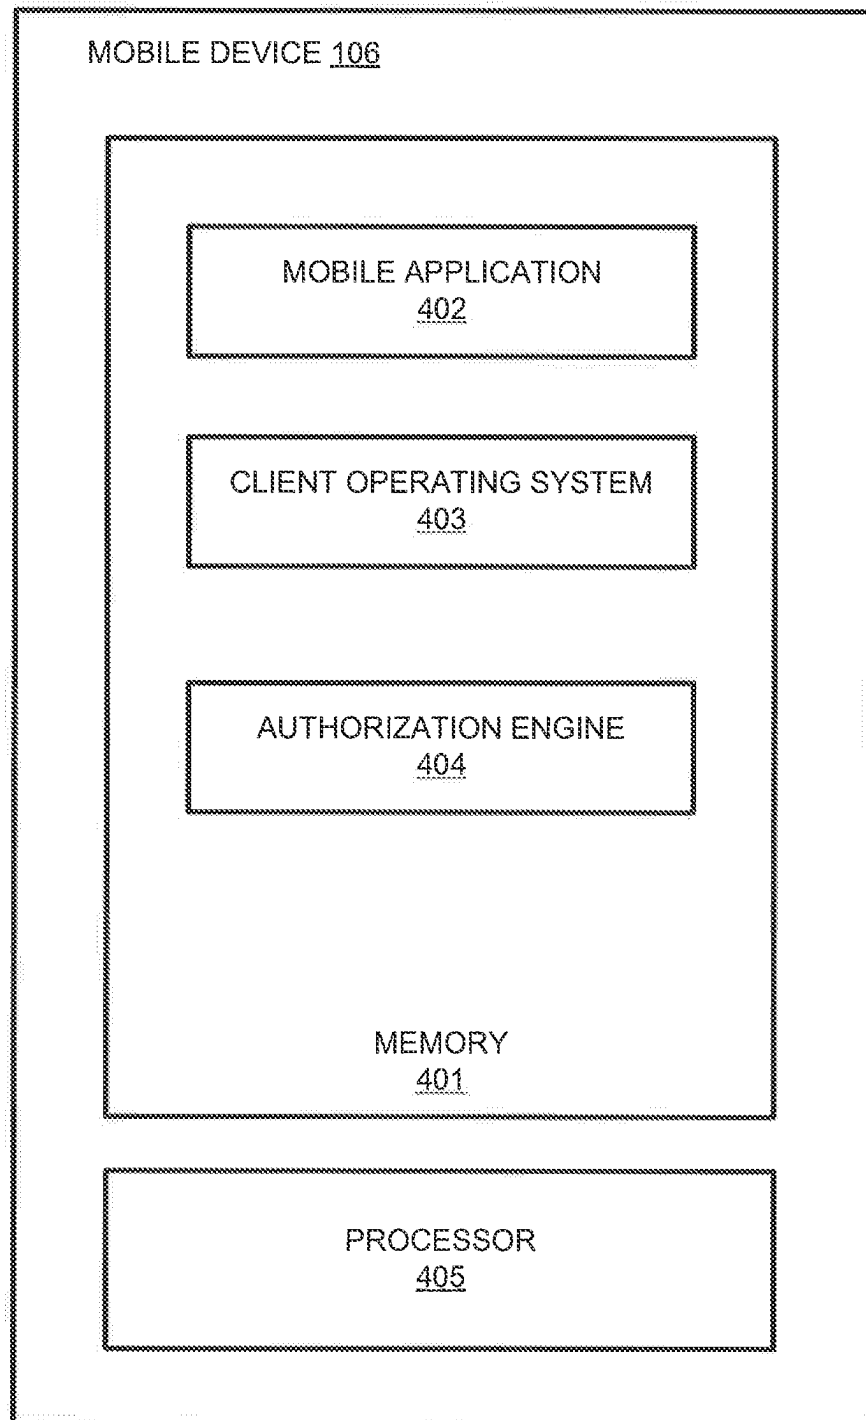 MOBILE DEVICE 106
MOBILE APPLICATION
402
CLIENT OPERATING SYSTEM
403
AUTHORIZATION ENGINE
404
MEMORY
401
PROCESSOR
405